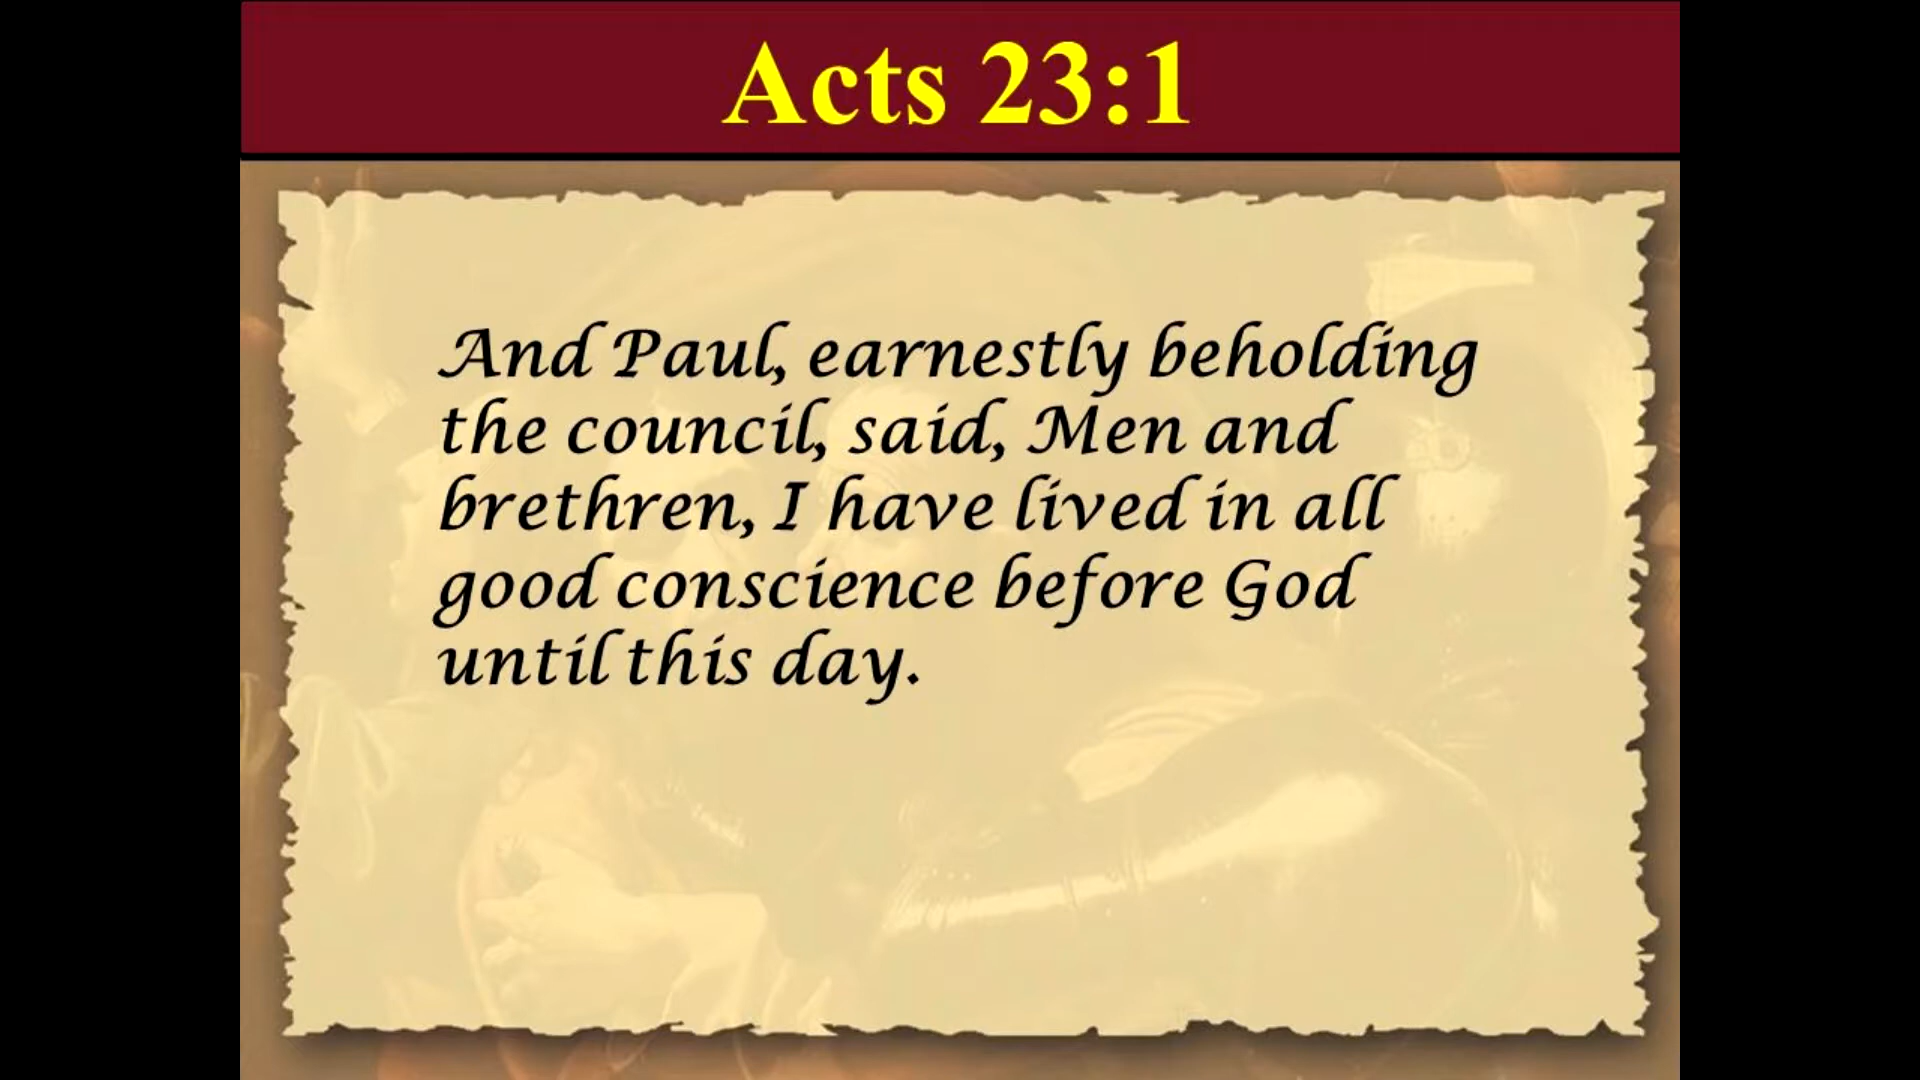 Acts 23:1
And Paul, earnestly beholding
the council, said, Men and
brethren, I have lived in all
good conscience before God
until this day.